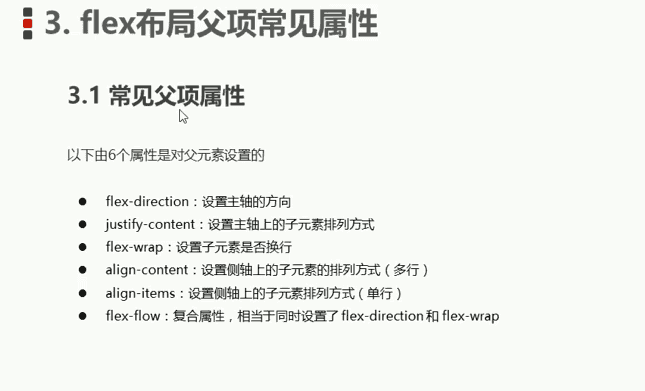 3. flex布局父项常见属性
3.1 常见父项属性
以下由6个属性是对父元素设置的
● flex-direction：设置主轴的方向
● justify-content：设置主轴上的子元素排列方式
● flex-wrap：设置子元素是否换行
● align-content：设置侧轴上的子元素的排列方式（多行）
● align-items：设置侧轴上的子元素排列方式（单行）
● flex-flow：复合属性，相当于同时设置了 flex-direction 和 flex-wrap